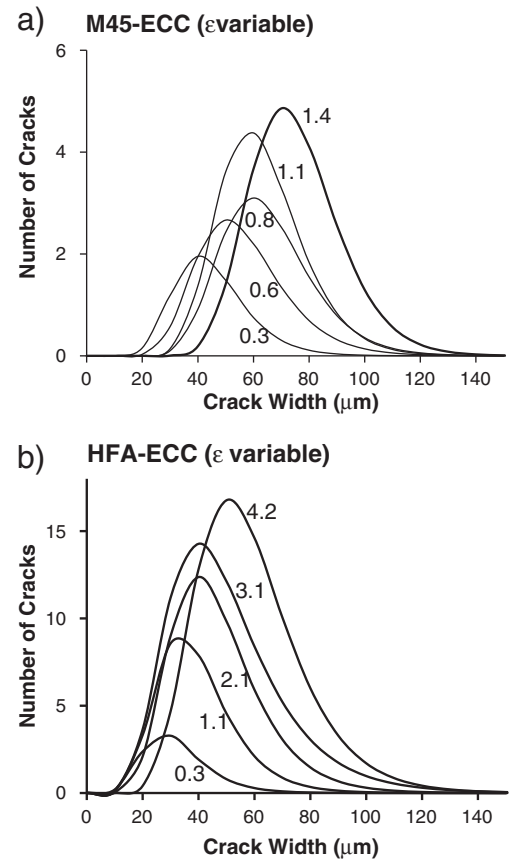 a)
M45-ECC (εvariable)
6
4
2
0
Number of Cracks
1.4
1.1
0.8
0.6
0.3
0 20 40 60 80 100 120 140
Crack Width (μm)
b)
HFA-ECC (ε variable)
15
10
5
0
Number of Cracks
4.2
3.1
2.1
1.1
0.3
0 20 40 60 80 100 120 140
Crack Width (μm)